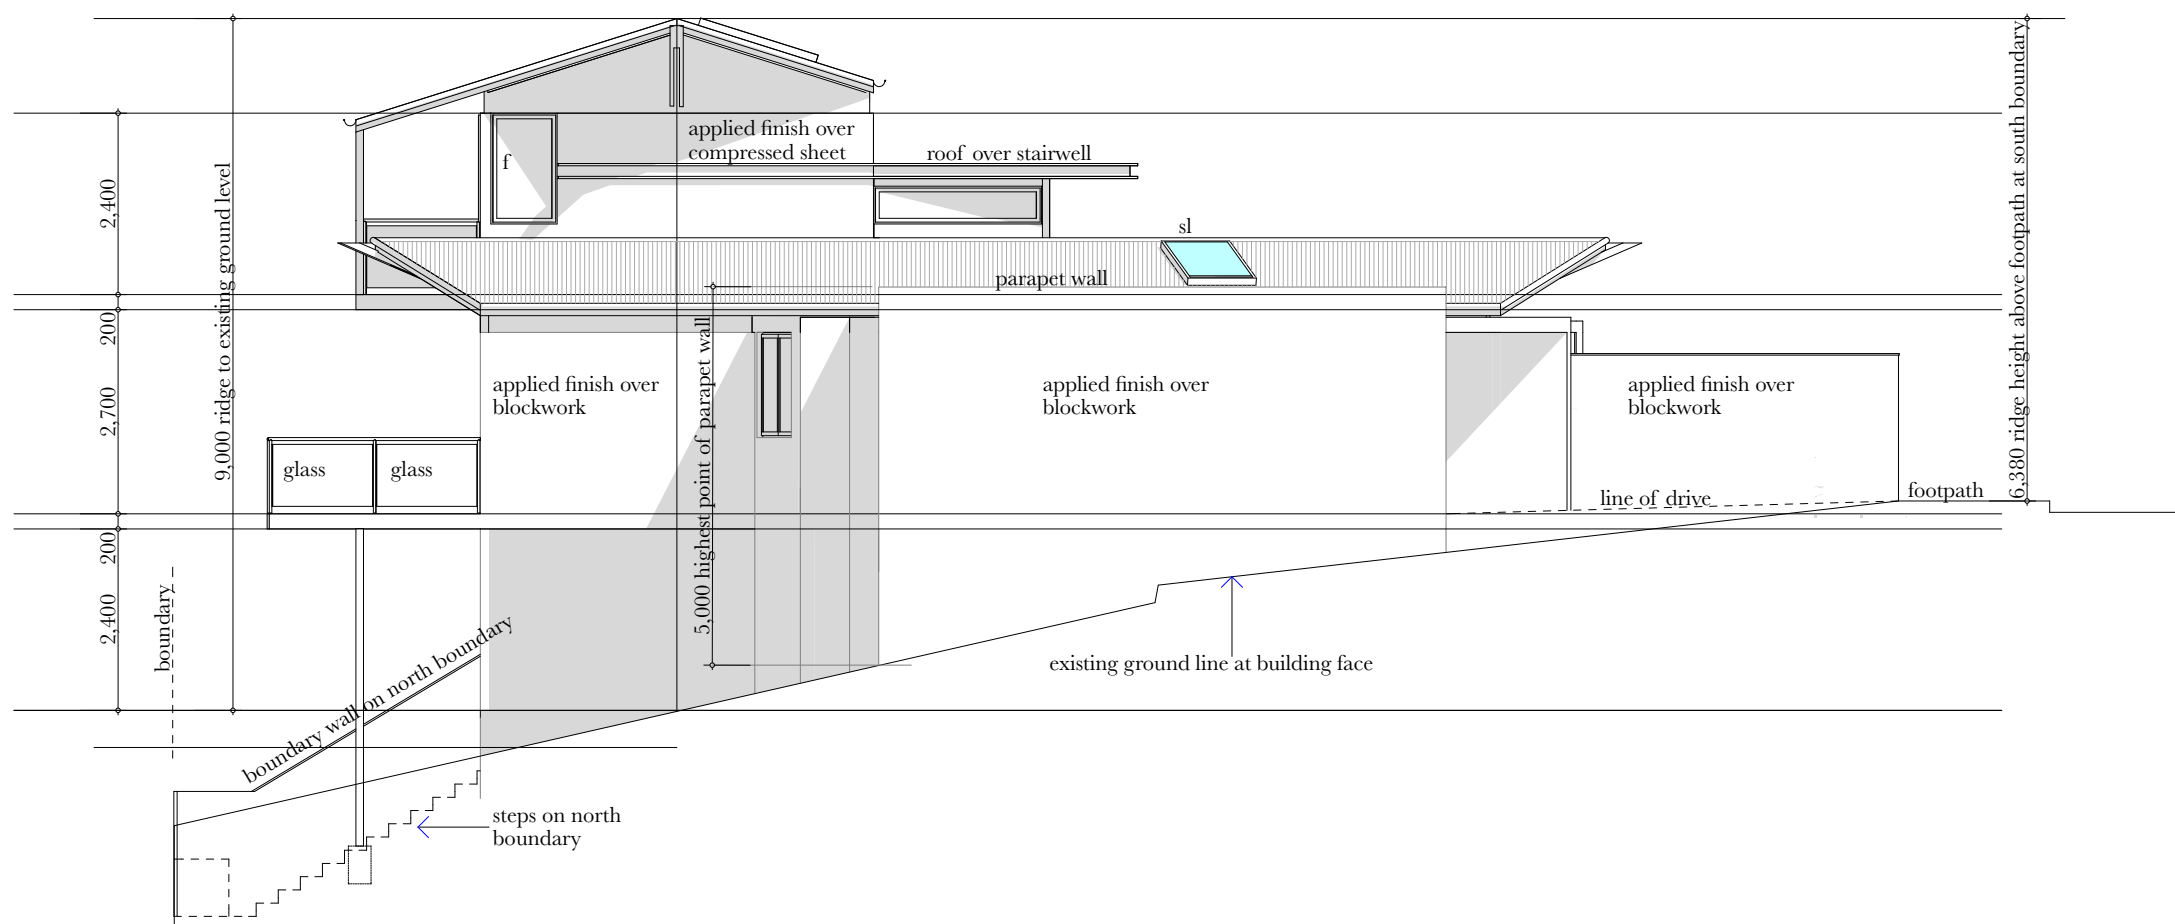 applied finish over
compressed sheet
f
roof over stairwell
sl
parapet wall
2,400
200
2,700
200
2,400
9,000 ridge to existing ground level
5,000 highest point of parapet wall
6,380 ridge height above footpath at south boundary
applied finish over
blockwork
applied finish over
blockwork
applied finish over
blockwork
glass
glass
line of drive
footpath
boundary
boundary wall on north boundary
existing ground line at building face
steps on north
boundary